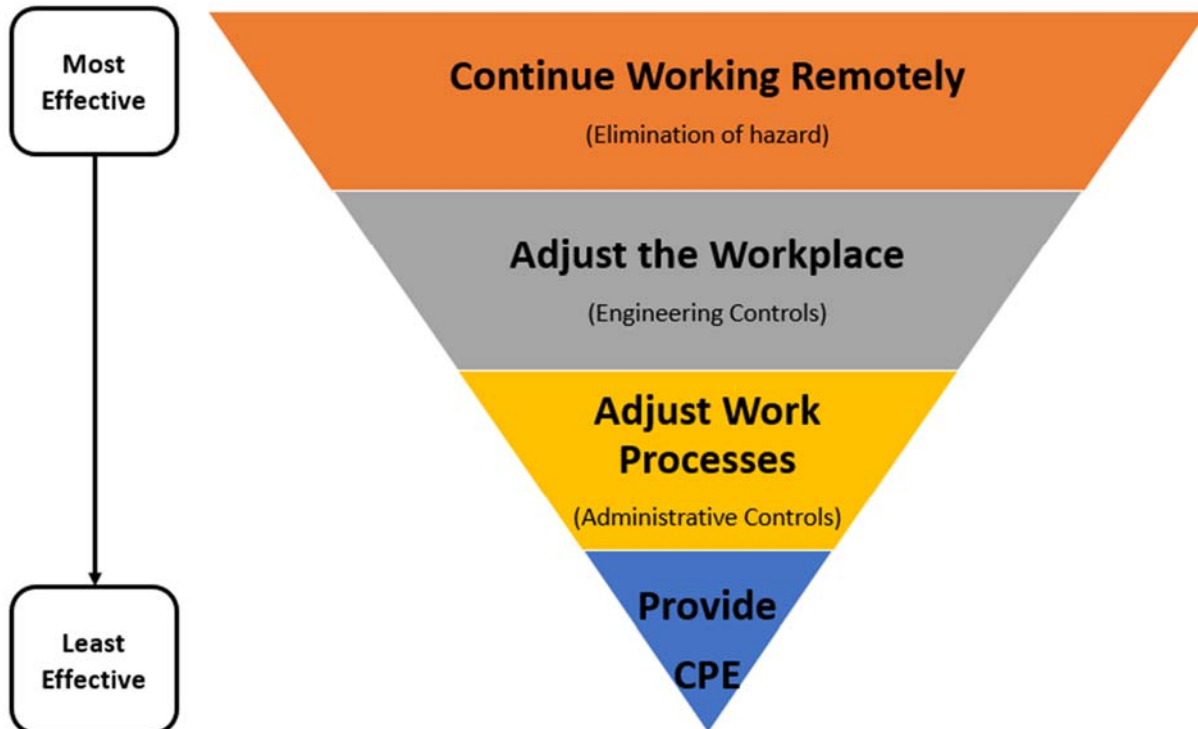 Most
Effective
Continue Working Remotely
(Elimination of hazard)
Adjust the Workplace
(Engineering Controls)
Adjust Work
Processes
(Administrative Controls)
Provide
CPE
Least
Effective